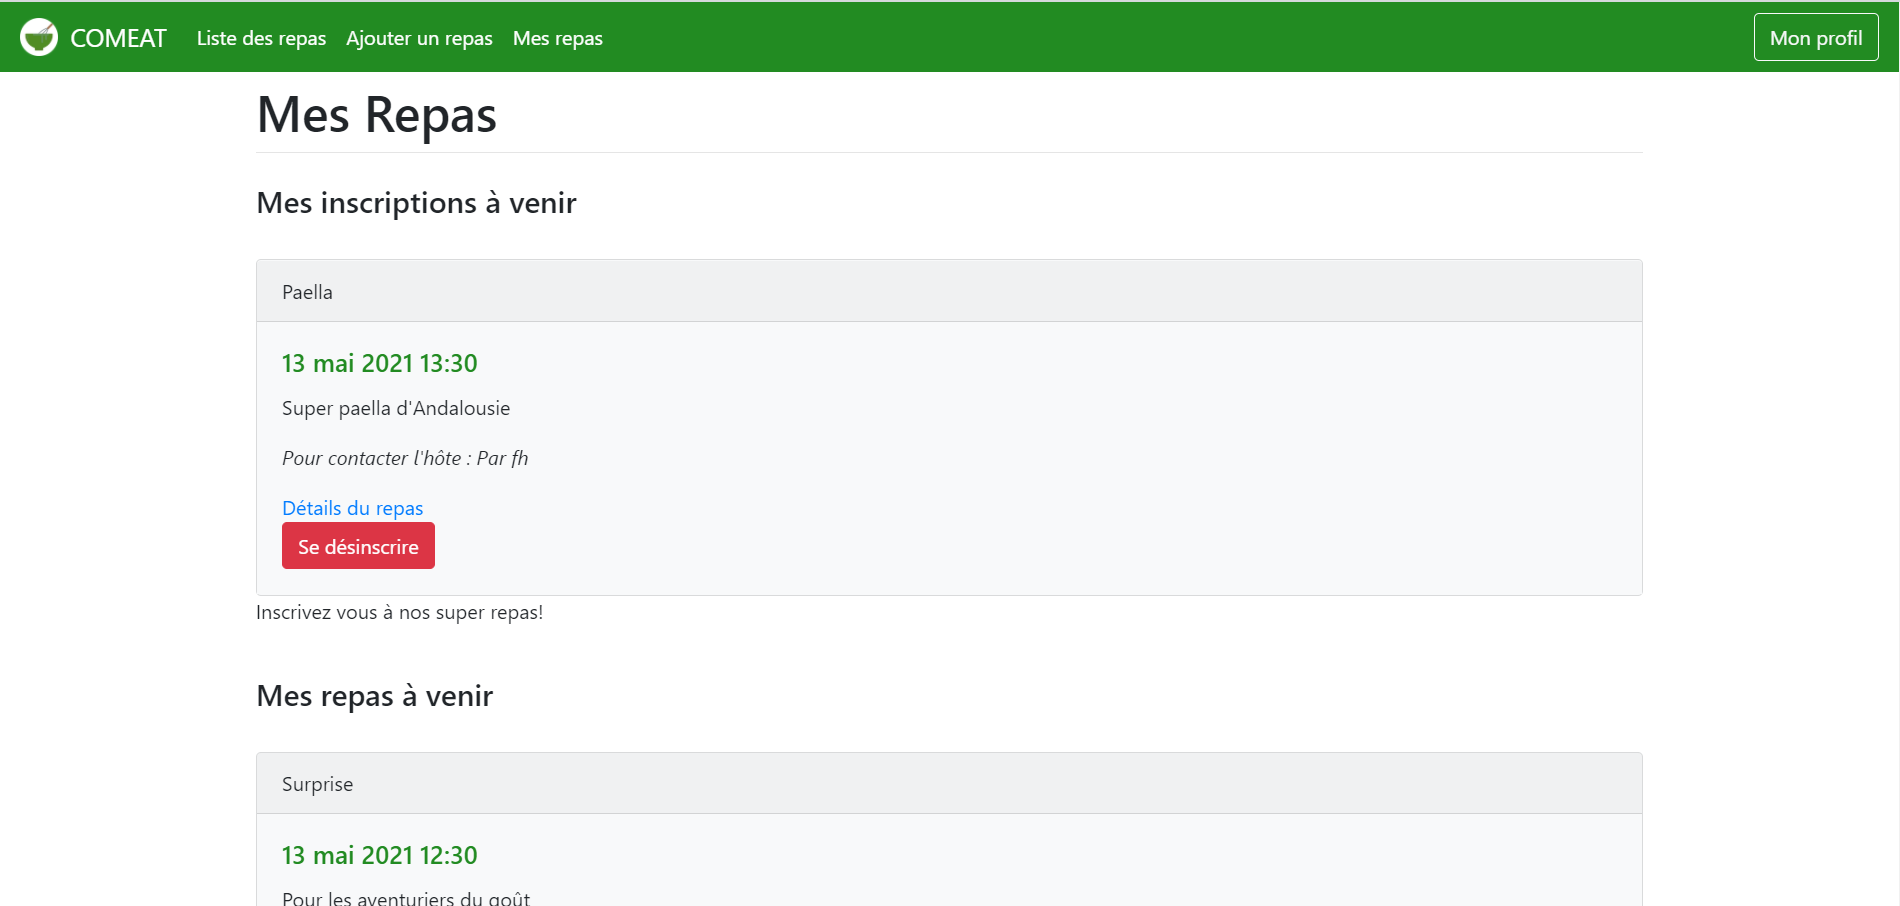 COMEAT Liste des repas Ajouter un repas Mes repas Mon profil
Mes Repas
Mes inscriptions à venir
Paella
13 mai 2021 13:30
Super paella d'Andalousie
Pour contacter l'hôte : Par fh
Détails du repas
Se désinscrire
Inscrivez vous à nos super repas!
Mes repas à venir
Surprise
13 mai 2021 12:30
Pour les aventuriers du goût